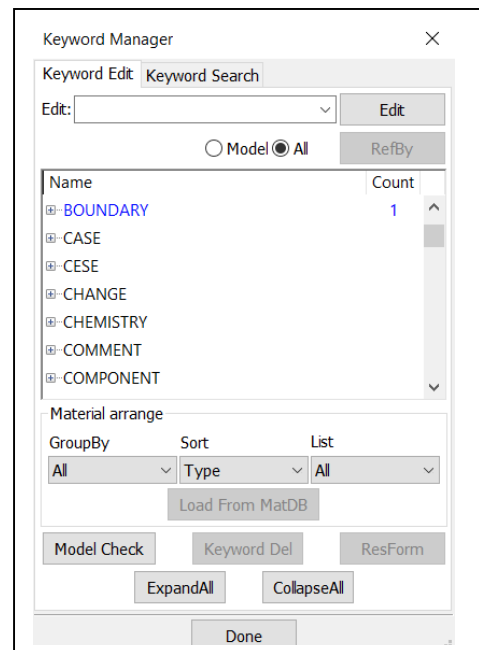 Keyword Manager
Keyword Edit Keyword Search
Edit: Edit
Model All RefBy
Name Count
BOUNDARY 1
CASE
CESE
CHANGE
CHEMISTRY
COMMENT
COMPONENT
Material arrange
GroupBy Sort List
All Type All
Load From MatDB
Model Check Keyword Del ResForm
ExpandAll CollapseAll
Done